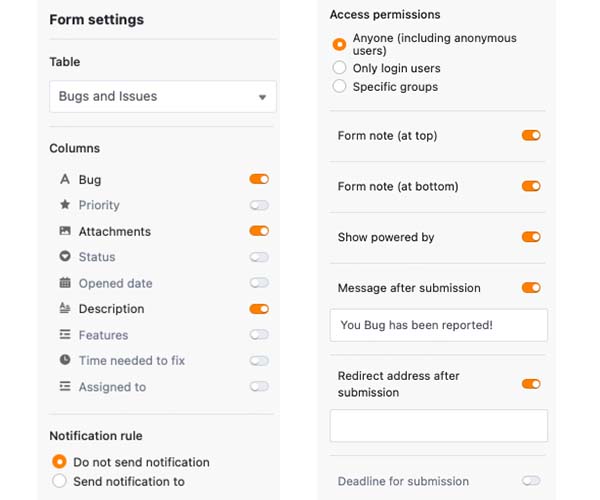 Form settings
Table
Bugs and Issues
Columns
Bug
Priority
Attachments
Status
Opened date
Description
Features
Time needed to fix
Assigned to
Notification rule
Do not send notification
Send notification to
Access permissions
Anyone (including anonymous
users)
Only login users
Specific groups
Form note (at top)
Form note (at bottom)
Show powered by
Message after submission
You Bug has been reported!
Redirect address after
submission
Deadline for submission